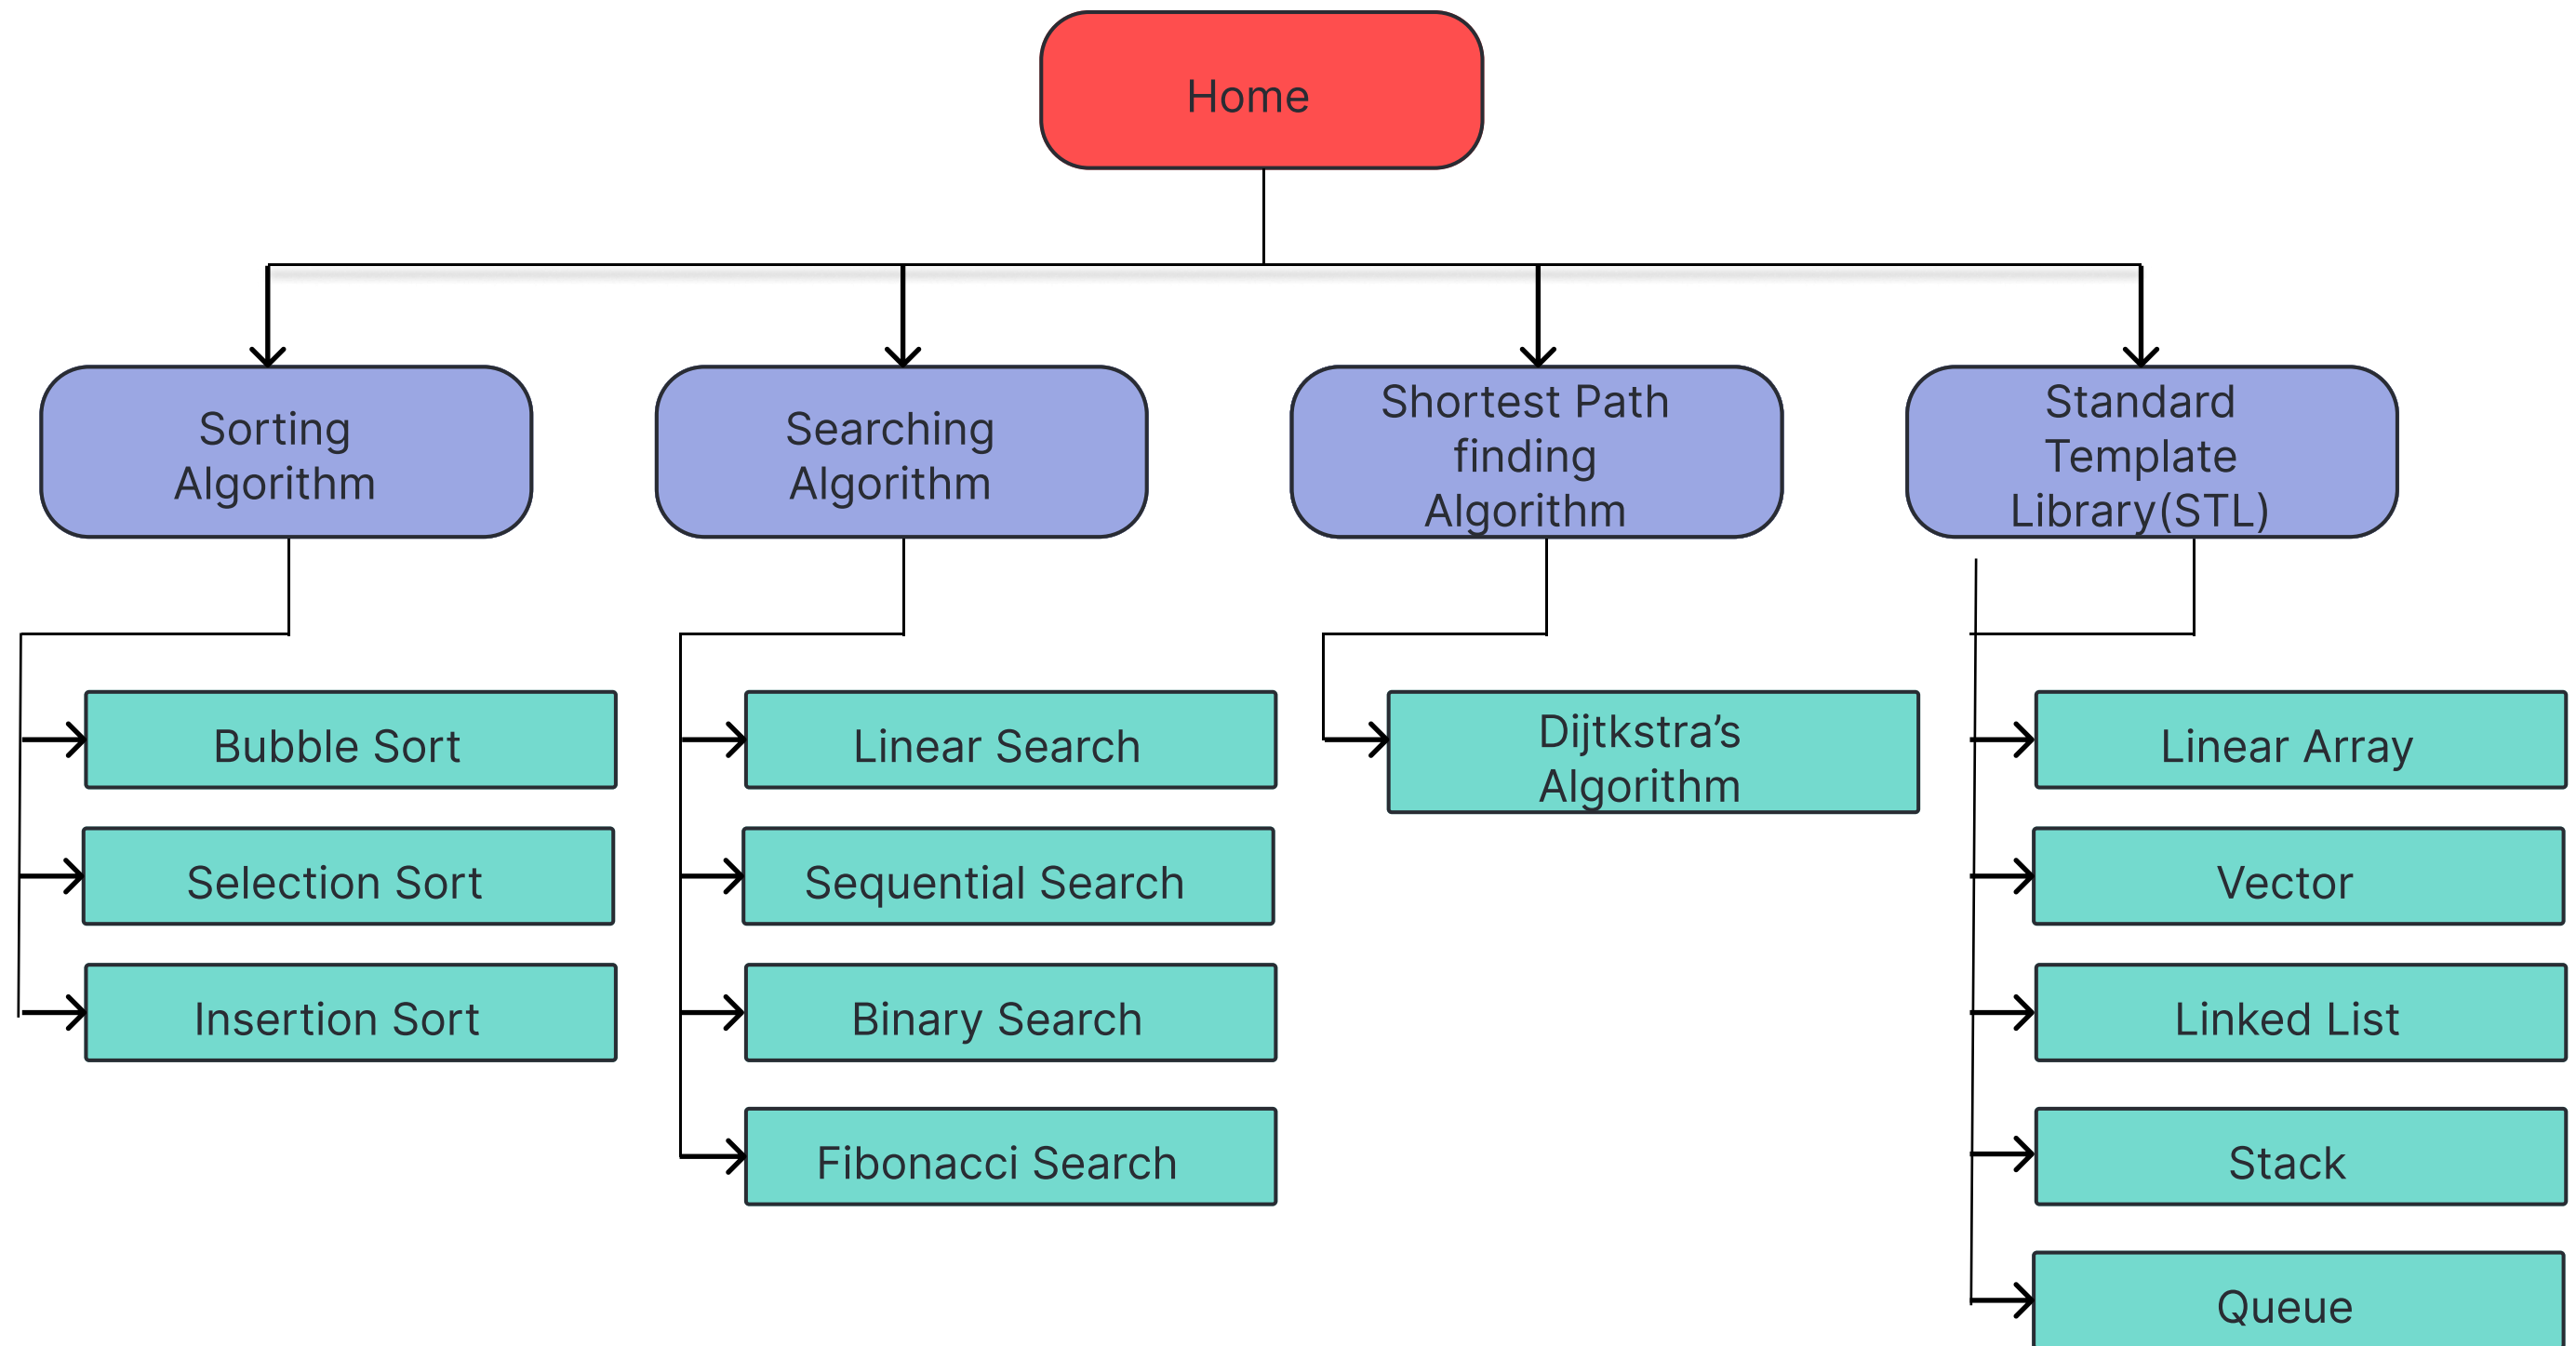 Home
Sorting
Algorithm
Searching
Algorithm
Shortest Path
finding
Algorithm
Standard
Template
Library(STL)
Bubble Sort
Selection Sort
Insertion Sort
Linear Search
Sequential Search
Binary Search
Fibonacci Search
Dijtkstra’s
Algorithm
Linear Array
Vector
Linked List
Stack
Queue